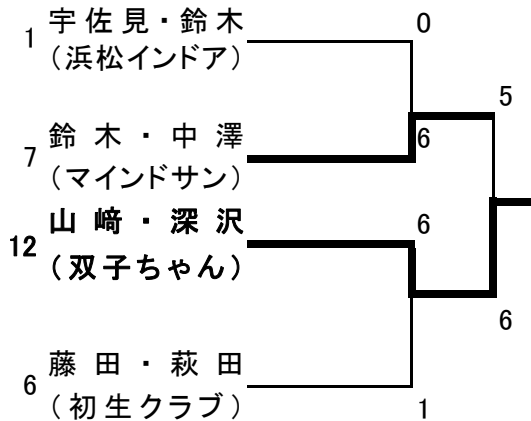 1 宇佐見・鈴木 0
(浜松インドア)
5
7 鈴木・中澤 6
(マインドサン)
12 山﨑・深沢 6
(双子ちゃん)
6
6 藤田・萩田
(初生クラブ) 1